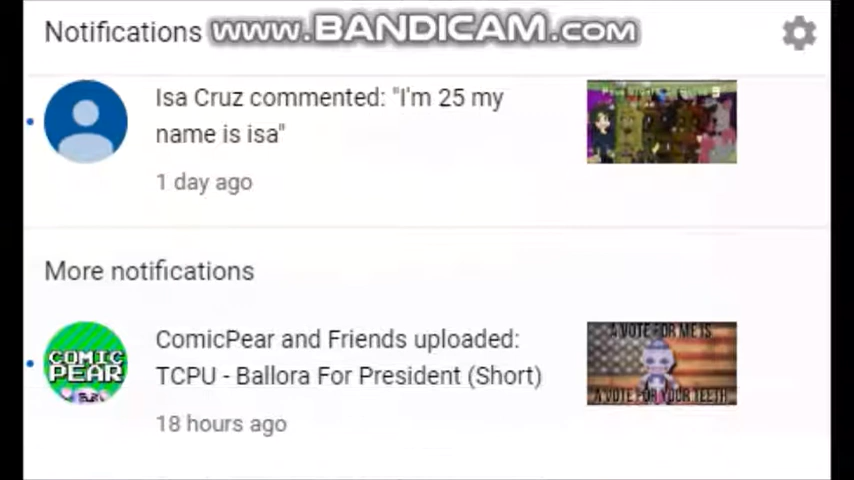 Notifications
www.BANDICAM.com
Isa Cruz commented: "I'm 25 my
name is isa"
1 day ago
More notifications
COMIC
PEAR
ComicPear and Friends uploaded:
TCPU - Ballora For President (Short)
18 hours ago
A VOTE FOR ME IS
A VOTE FOR YOUR TEETH